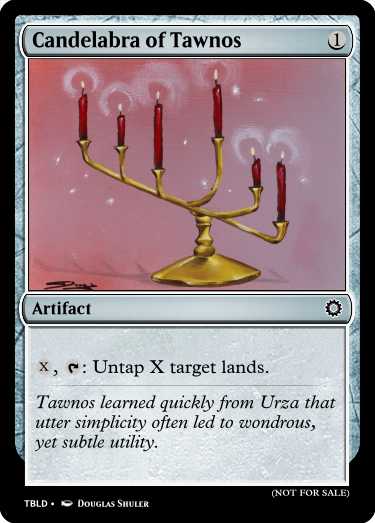 Candelabra of Tawnos 1
Artifact
X, : Untap X target lands.
Tawnos learned quickly from Urza that
utter simplicity often led to wondrous,
yet subtle utility.
(NOT FOR SALE)
TBLD • Douglas Shuler